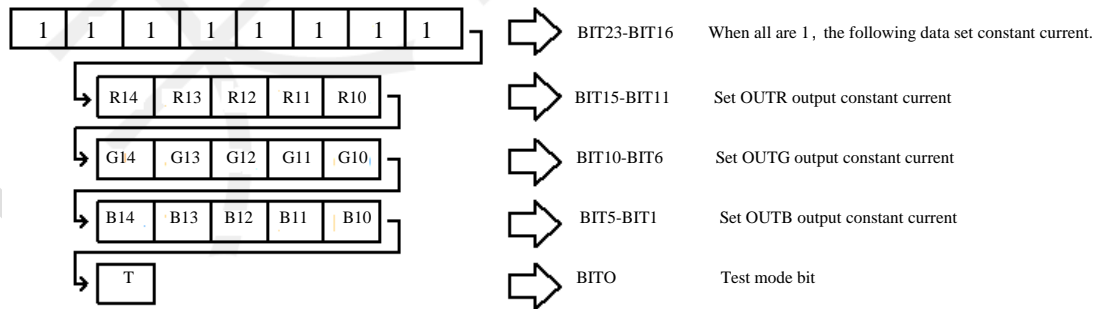 1 1 1 1 1 1 1 1 BIT23-BIT16 When all are 1, the following data set constant current.
R14 R13 R12 R11 R10 BIT15-BIT11 Set OUTR output constant current
G14 G13 G12 G11 G10 BIT10-BIT6 Set OUTG output constant current
B14 B13 B12 B11 B10 BIT5-BIT1 Set OUTB output constant current
T BITO Test mode bit